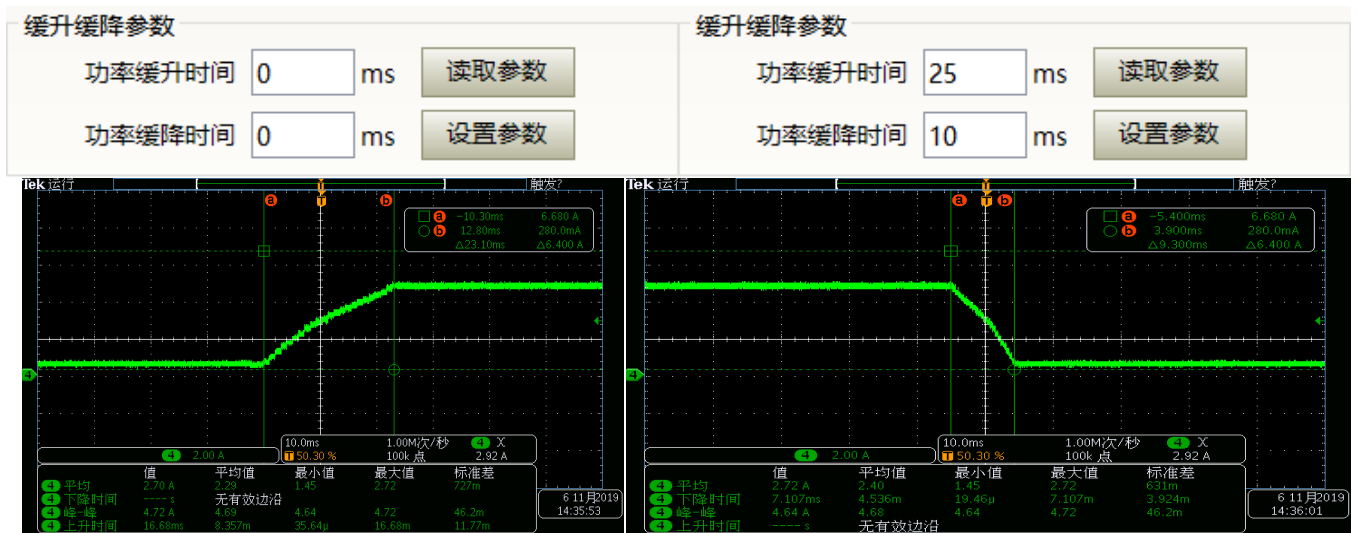 缓升缓降参数
功率缓升时间 0 ms 读取参数
功率缓降时间 0 ms 设置参数
缓升缓降参数
功率缓升时间 25 ms 读取参数
功率缓降时间 10 ms 设置参数
Tek 运行 触发?
a T b
a -10.30ms 6.680 A
b 12.80ms 280.0mA
△23.10ms △6.400 A
4
4 2.00 A
10.0ms 1.00M次/秒 4 X
T 50.30 % 100k 点 2.92 A
值 平均值 最小值 最大值 标准差
4 平均 2.70 A 2.29 1.45 2.72 727m
4 下降时间 ---- s 无有效边沿
4 峰-峰 4.72 A 4.69 4.64 4.72 46.2m
4 上升时间 16.68ms 8.357m 35.64µ 16.68m 11.77m
6 11月2019
14:35:53
Tek 运行 触发?
a T b
a -5.400ms 6.680 A
b 3.900ms 280.0mA
△9.300ms △6.400 A
4
4 2.00 A
10.0ms 1.00M次/秒 4 X
T 50.30 % 100k 点 2.92 A
值 平均值 最小值 最大值 标准差
4 平均 2.72 A 2.40 1.45 2.72 631m
4 下降时间 7.107ms 4.536m 19.46µ 7.107m 3.924m
4 峰-峰 4.64 A 4.68 4.64 4.72 46.2m
4 上升时间 ---- s 无有效边沿
6 11月2019
14:36:01